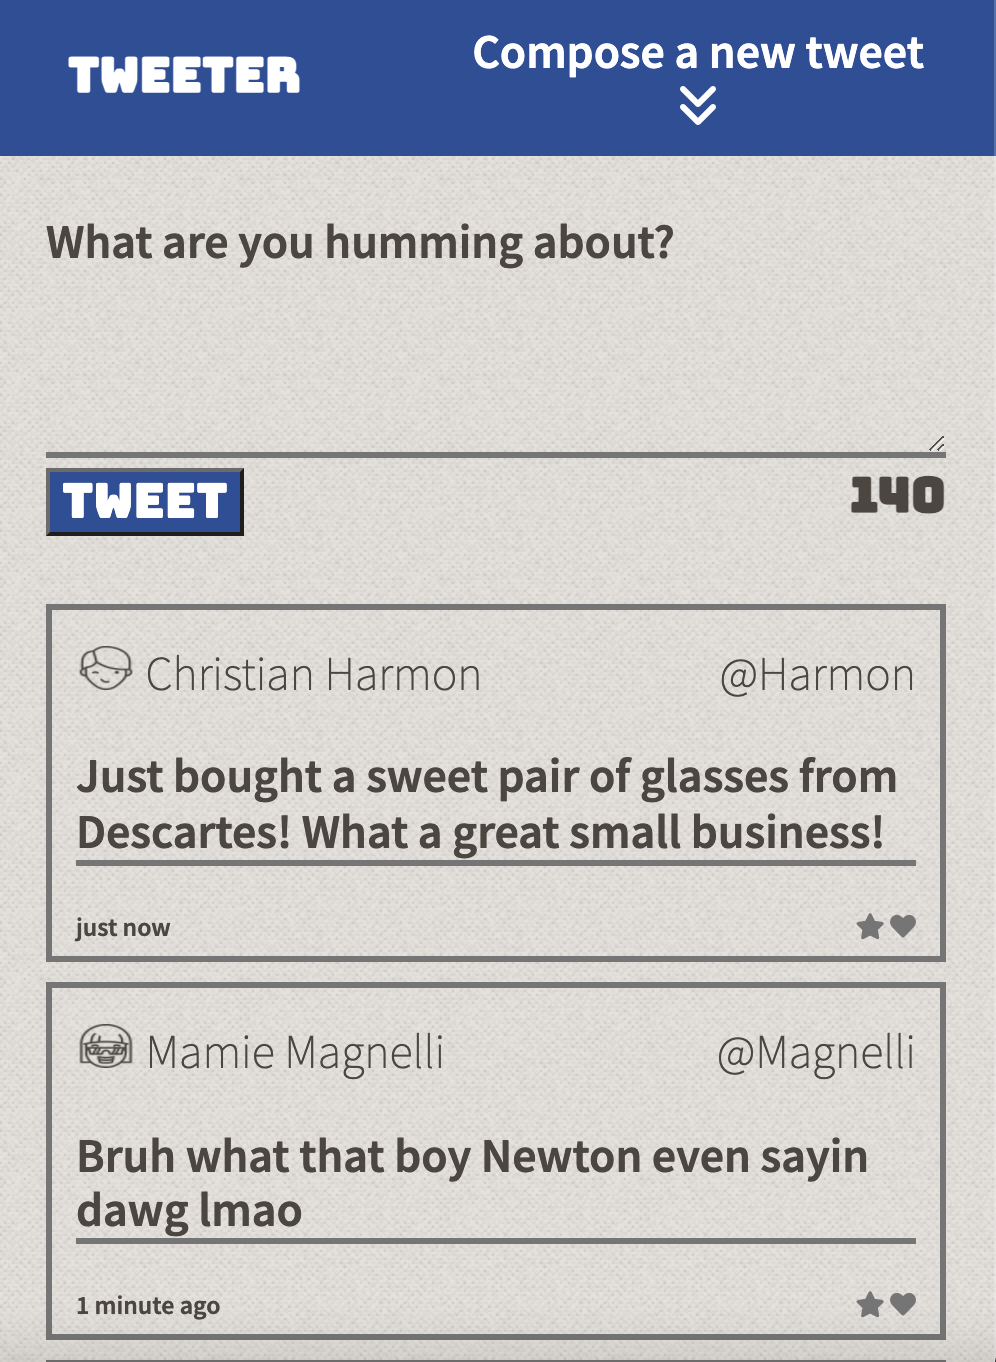 TWEETER
Compose a new tweet
What are you humming about?
TWEET
140
Christian Harmon
@Harmon
Just bought a sweet pair of glasses from
Descartes! What a great small business!
just now
Mamie Magnelli
@Magnelli
Bruh what that boy Newton even sayin
dawg lmao
1 minute ago